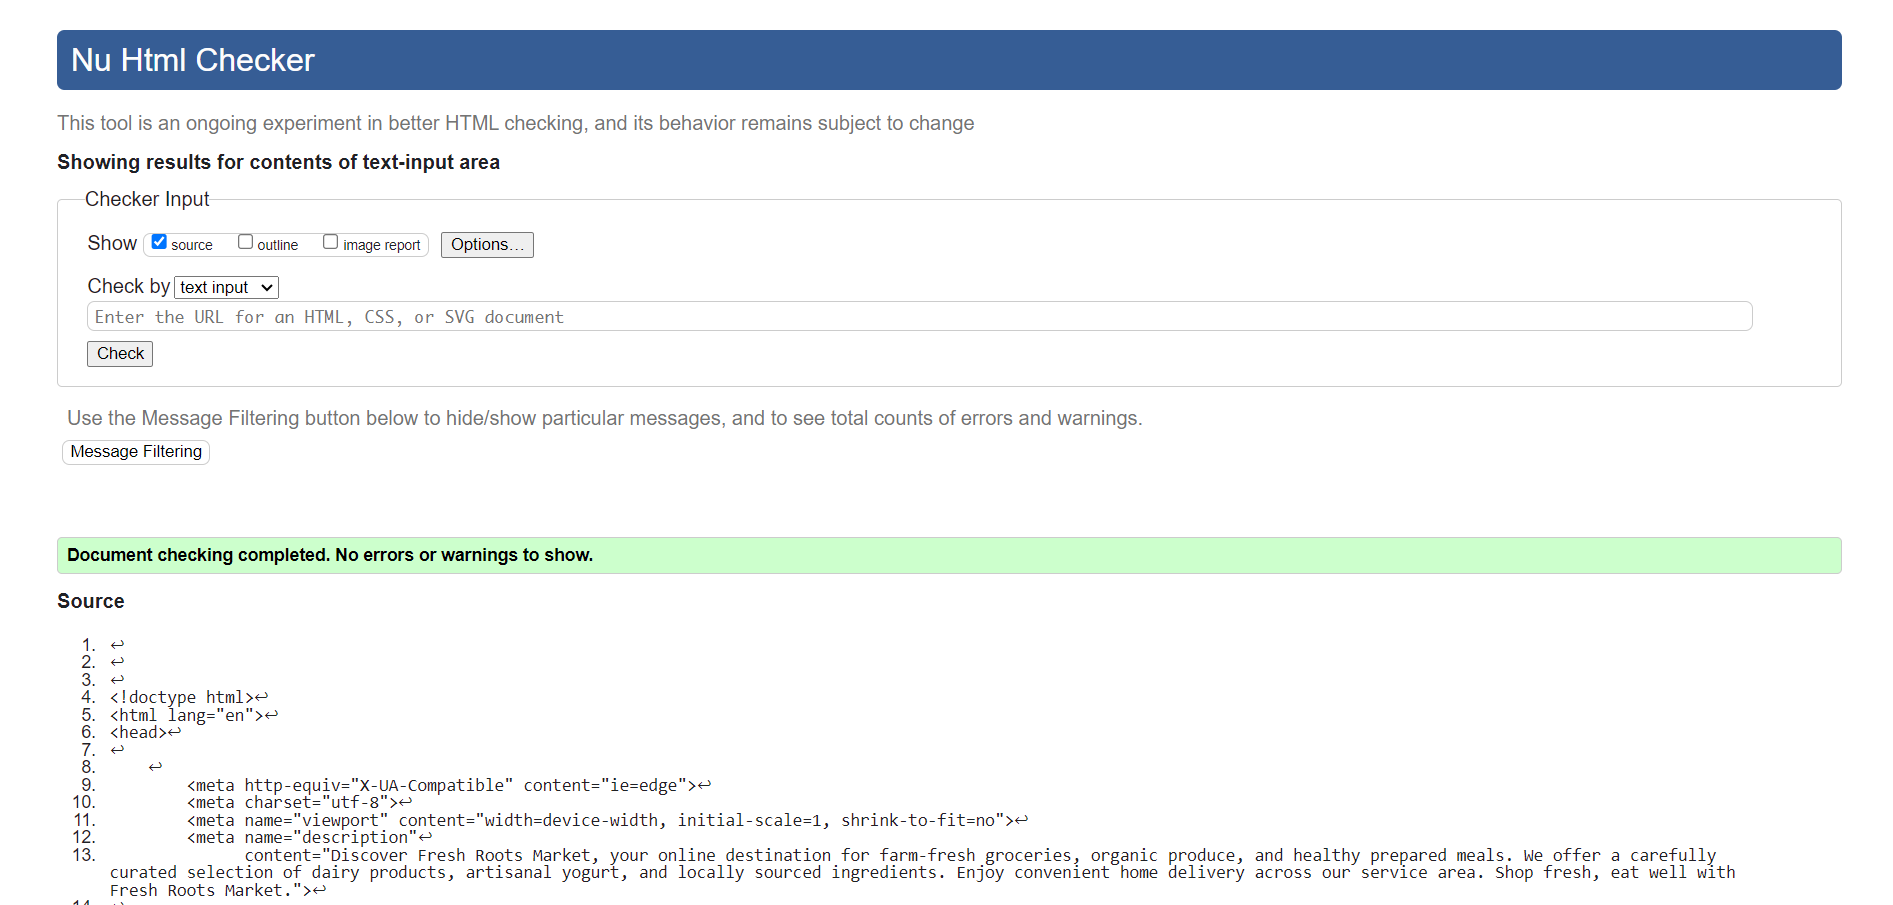 Nu Html Checker
This tool is an ongoing experiment in better HTML checking, and its behavior remains subject to change
Showing results for contents of text-input area
Checker Input
Show source outline image report Options…
Check by text input
Enter the URL for an HTML, CSS, or SVG document
Check
Use the Message Filtering button below to hide/show particular messages, and to see total counts of errors and warnings.
Message Filtering
Document checking completed. No errors or warnings to show.
Source
1. ↩
2. ↩
3. ↩
4. <!doctype html>↩
5. <html lang="en">↩
6. <head>↩
7. ↩
8. ↩
9. <meta http-equiv="X-UA-Compatible" content="ie=edge">↩
10. <meta charset="utf-8">↩
11. <meta name="viewport" content="width=device-width, initial-scale=1, shrink-to-fit=no">↩
12. <meta name="description"↩
13. content="Discover Fresh Roots Market, your online destination for farm-fresh groceries, organic produce, and healthy prepared meals. We offer a carefully
curated selection of dairy products, artisanal yogurt, and locally sourced ingredients. Enjoy convenient home delivery across our service area. Shop fresh, eat well with
Fresh Roots Market.">↩